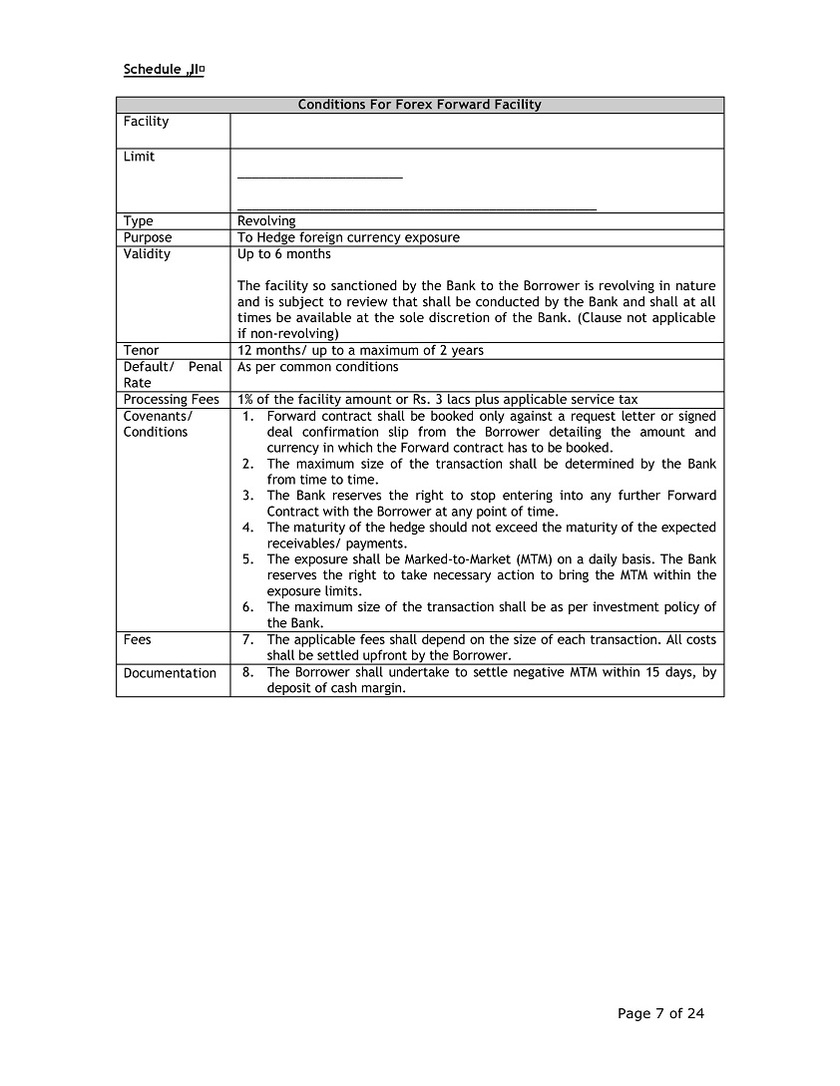 Schedule „II¤
Conditions For Forex Forward Facility
Facility
Limit
_______________________
__________________________________________________
Type Revolving
Purpose To Hedge foreign currency exposure
Validity Up to 6 months
The facility so sanctioned by the Bank to the Borrower is revolving in nature
and is subject to review that shall be conducted by the Bank and shall at all
times be available at the sole discretion of the Bank. (Clause not applicable
if non-revolving)
Tenor 12 months/ up to a maximum of 2 years
Default/ Penal As per common conditions
Rate
Processing Fees 1% of the facility amount or Rs. 3 lacs plus applicable service tax
Covenants/ 1. Forward contract shall be booked only against a request letter or signed
Conditions deal confirmation slip from the Borrower detailing the amount and
currency in which the Forward contract has to be booked.
2. The maximum size of the transaction shall be determined by the Bank
from time to time.
3. The Bank reserves the right to stop entering into any further Forward
Contract with the Borrower at any point of time.
4. The maturity of the hedge should not exceed the maturity of the expected
receivables/ payments.
5. The exposure shall be Marked-to-Market (MTM) on a daily basis. The Bank
reserves the right to take necessary action to bring the MTM within the
exposure limits.
6. The maximum size of the transaction shall be as per investment policy of
the Bank.
Fees 7. The applicable fees shall depend on the size of each transaction. All costs
shall be settled upfront by the Borrower.
Documentation 8. The Borrower shall undertake to settle negative MTM within 15 days, by
deposit of cash margin.
Page 7 of 24